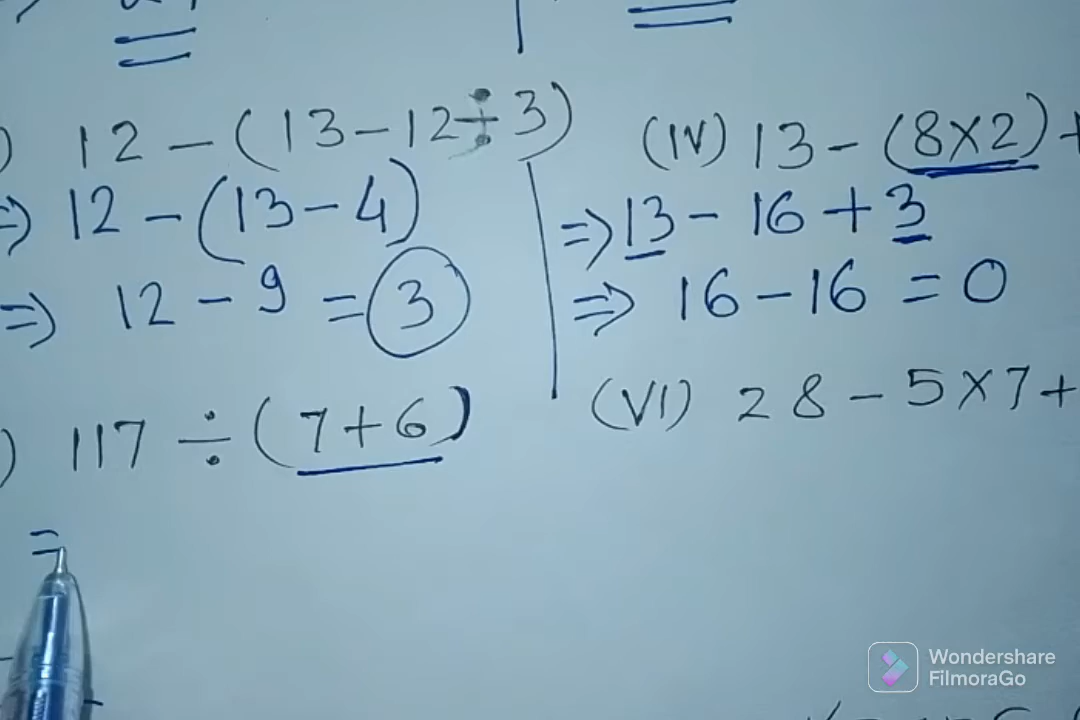 ) 12 - (13 - 12 ÷ 3)
⇒ 12 - (13 - 4)
⇒ 12 - 9 = 3
(IV) 13 - (8 × 2) +
⇒ 13 - 16 + 3
⇒ 16 - 16 = 0
) 117 ÷ (7 + 6)
=
(VI) 28 - 5 × 7 +
Wondershare
FilmoraGo